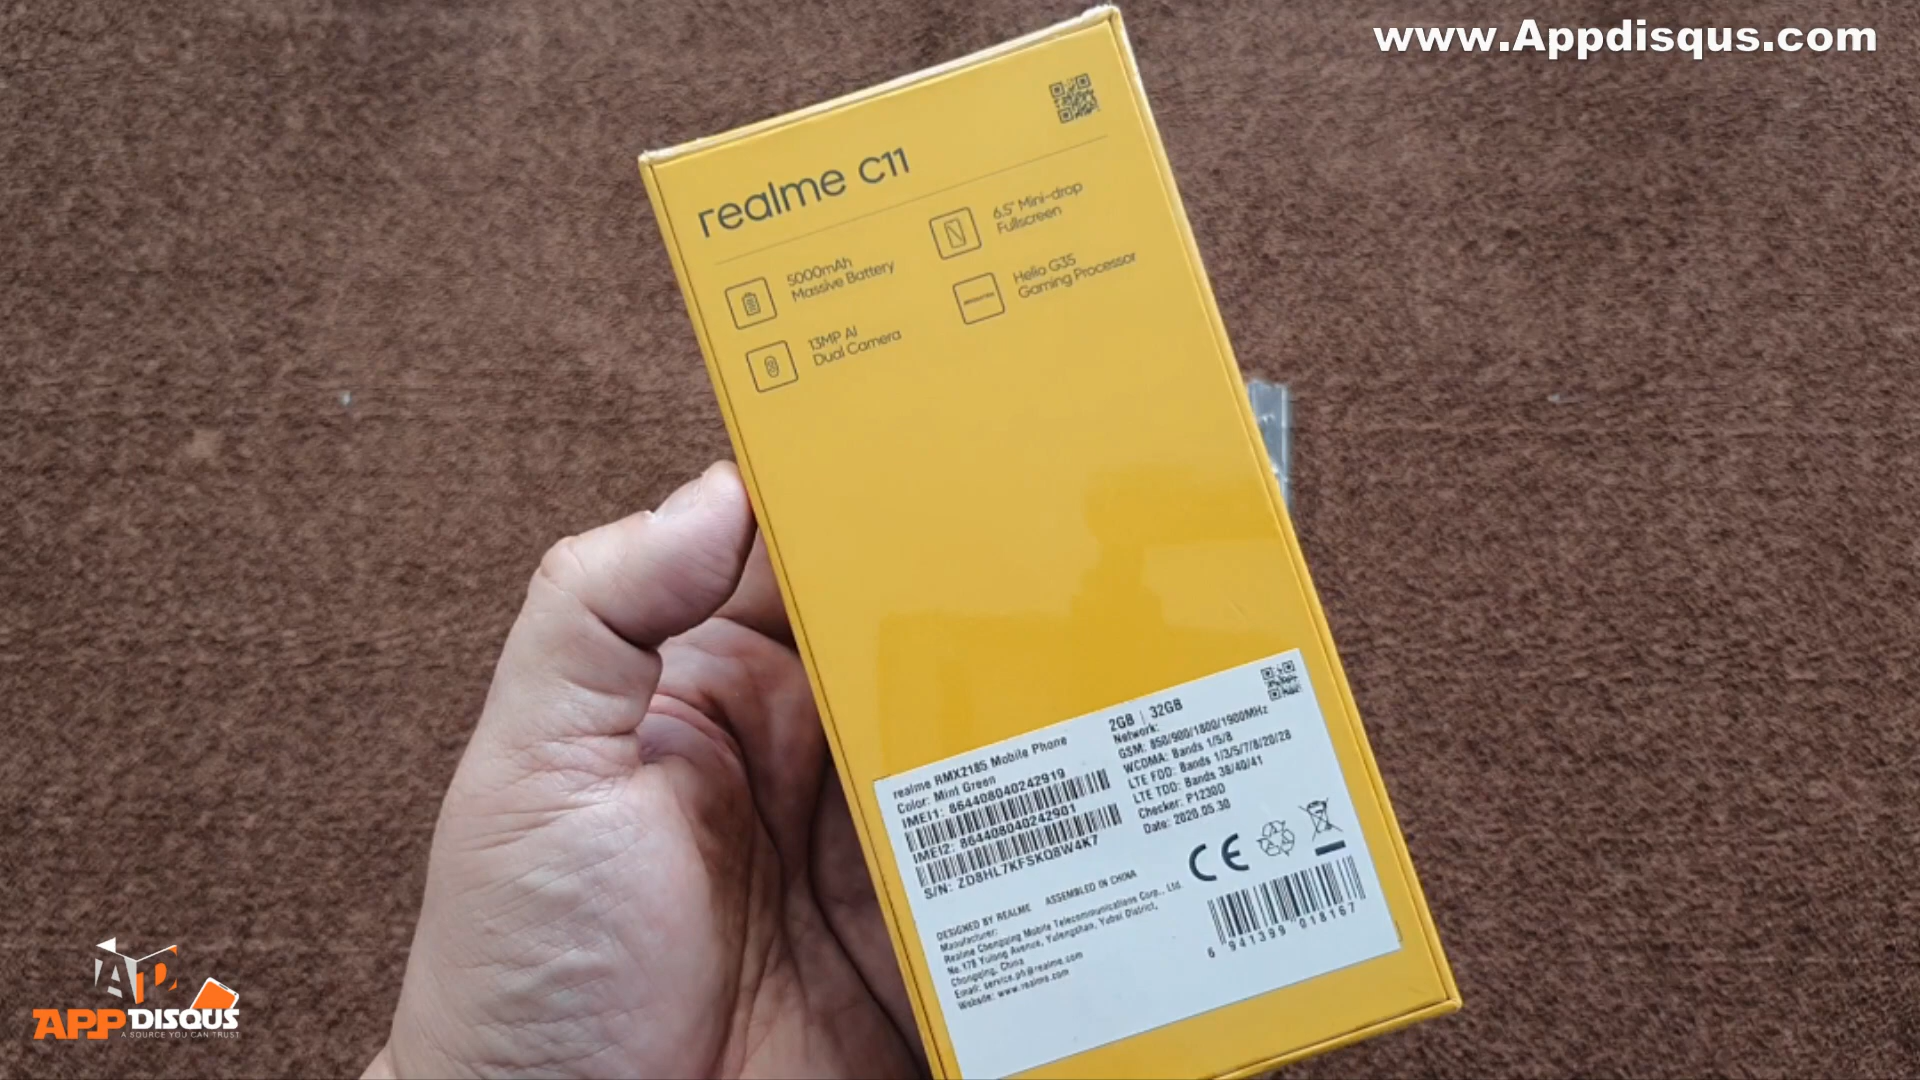 www.Appdisqus.com
realme C11
5000mAh
Massive Battery
6.5" Mini-drop
Fullscreen
13MP AI
Dual Camera
Helio G35
Gaming Processor
realme RMX2185 Mobile Phone
Color: Mint Green
IMEI1: 864408040242919
IMEI2: 864408040242901
S/N: ZD8HL7KFSKQ8W4K7
2GB | 32GB
Network:
GSM: 850/900/1800/1900MHz
WCDMA: Bands 1/5/8
LTE FDD: Bands 1/3/5/7/8/20/28
LTE TDD: Bands 38/40/41
Checker: P1230D
Date: 2020.05.30
CE
DESIGNED BY REALME ASSEMBLED IN CHINA
Manufacturer:
Realme Chongqing Mobile Telecommunications Corp., Ltd.
No.178 Yulong Avenue, Yufengshan, Yubei District,
Chongqing, China
Email: service.ph@realme.com
Website: www.realme.com
6 941399 018167
AP
APPDISQUS
A SOURCE YOU CAN TRUST